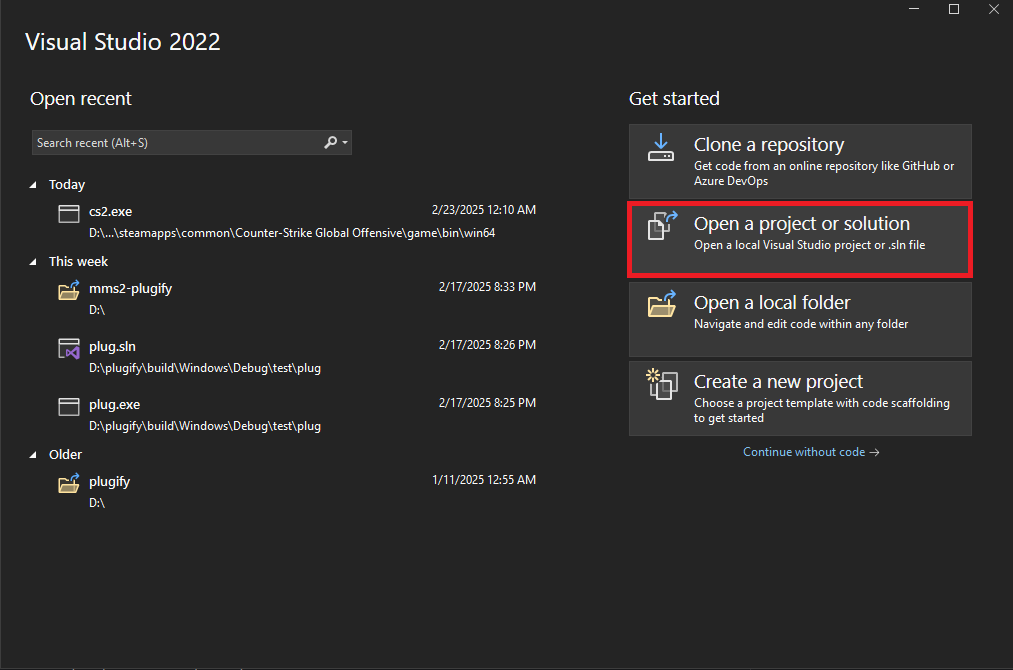 Visual Studio 2022
Open recent
Search recent (Alt+S)
Today
cs2.exe
2/23/2025 12:10 AM
D:\...\steamapps\common\Counter-Strike Global Offensive\game\bin\win64
This week
mms2-plugify
2/17/2025 8:33 PM
D:\
plug.sln
2/17/2025 8:26 PM
D:\plugify\build\Windows\Debug\test\plug
plug.exe
2/17/2025 8:25 PM
D:\plugify\build\Windows\Debug\test\plug
Older
plugify
1/11/2025 12:55 AM
D:\
Get started
Clone a repository
Get code from an online repository like GitHub or
Azure DevOps
Open a project or solution
Open a local Visual Studio project or .sln file
Open a local folder
Navigate and edit code within any folder
Create a new project
Choose a project template with code scaffolding
to get started
Continue without code →